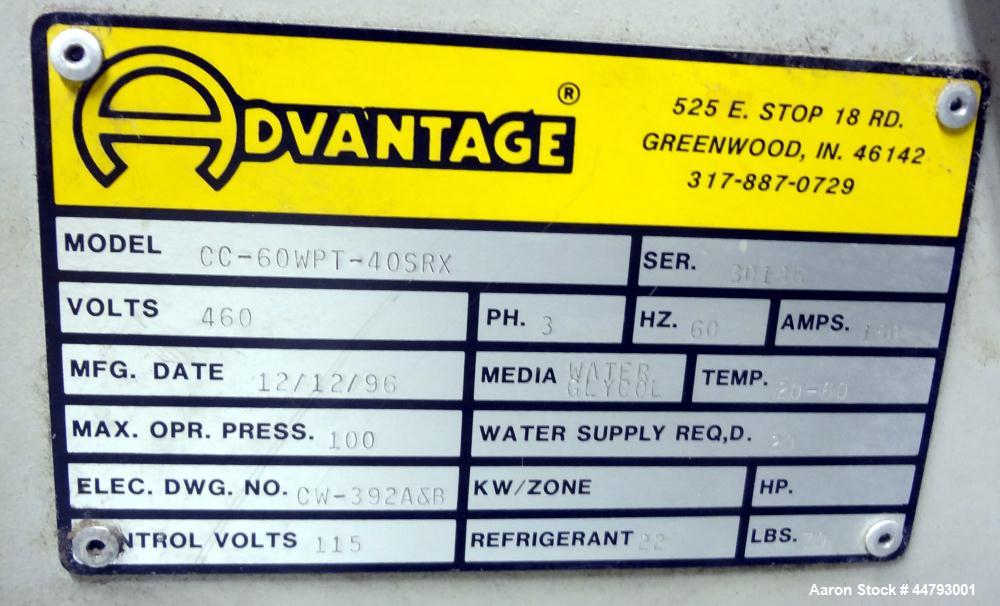 ADVANTAGE ®
525 E. STOP 18 RD.
GREENWOOD, IN. 46142
317-887-0729
MODEL CC-60WPT-40SRX SER.
VOLTS 460 PH. 3 HZ. 60 AMPS.
MFG. DATE 12/12/96 MEDIA WATER GLYCOL TEMP. 20-60
MAX. OPR. PRESS. 100 WATER SUPPLY REQ,D.
ELEC. DWG. NO. CW-392A&B KW/ZONE HP.
NTROL VOLTS 115 REFRIGERANT 22 LBS.
Aaron Stock # 44793001